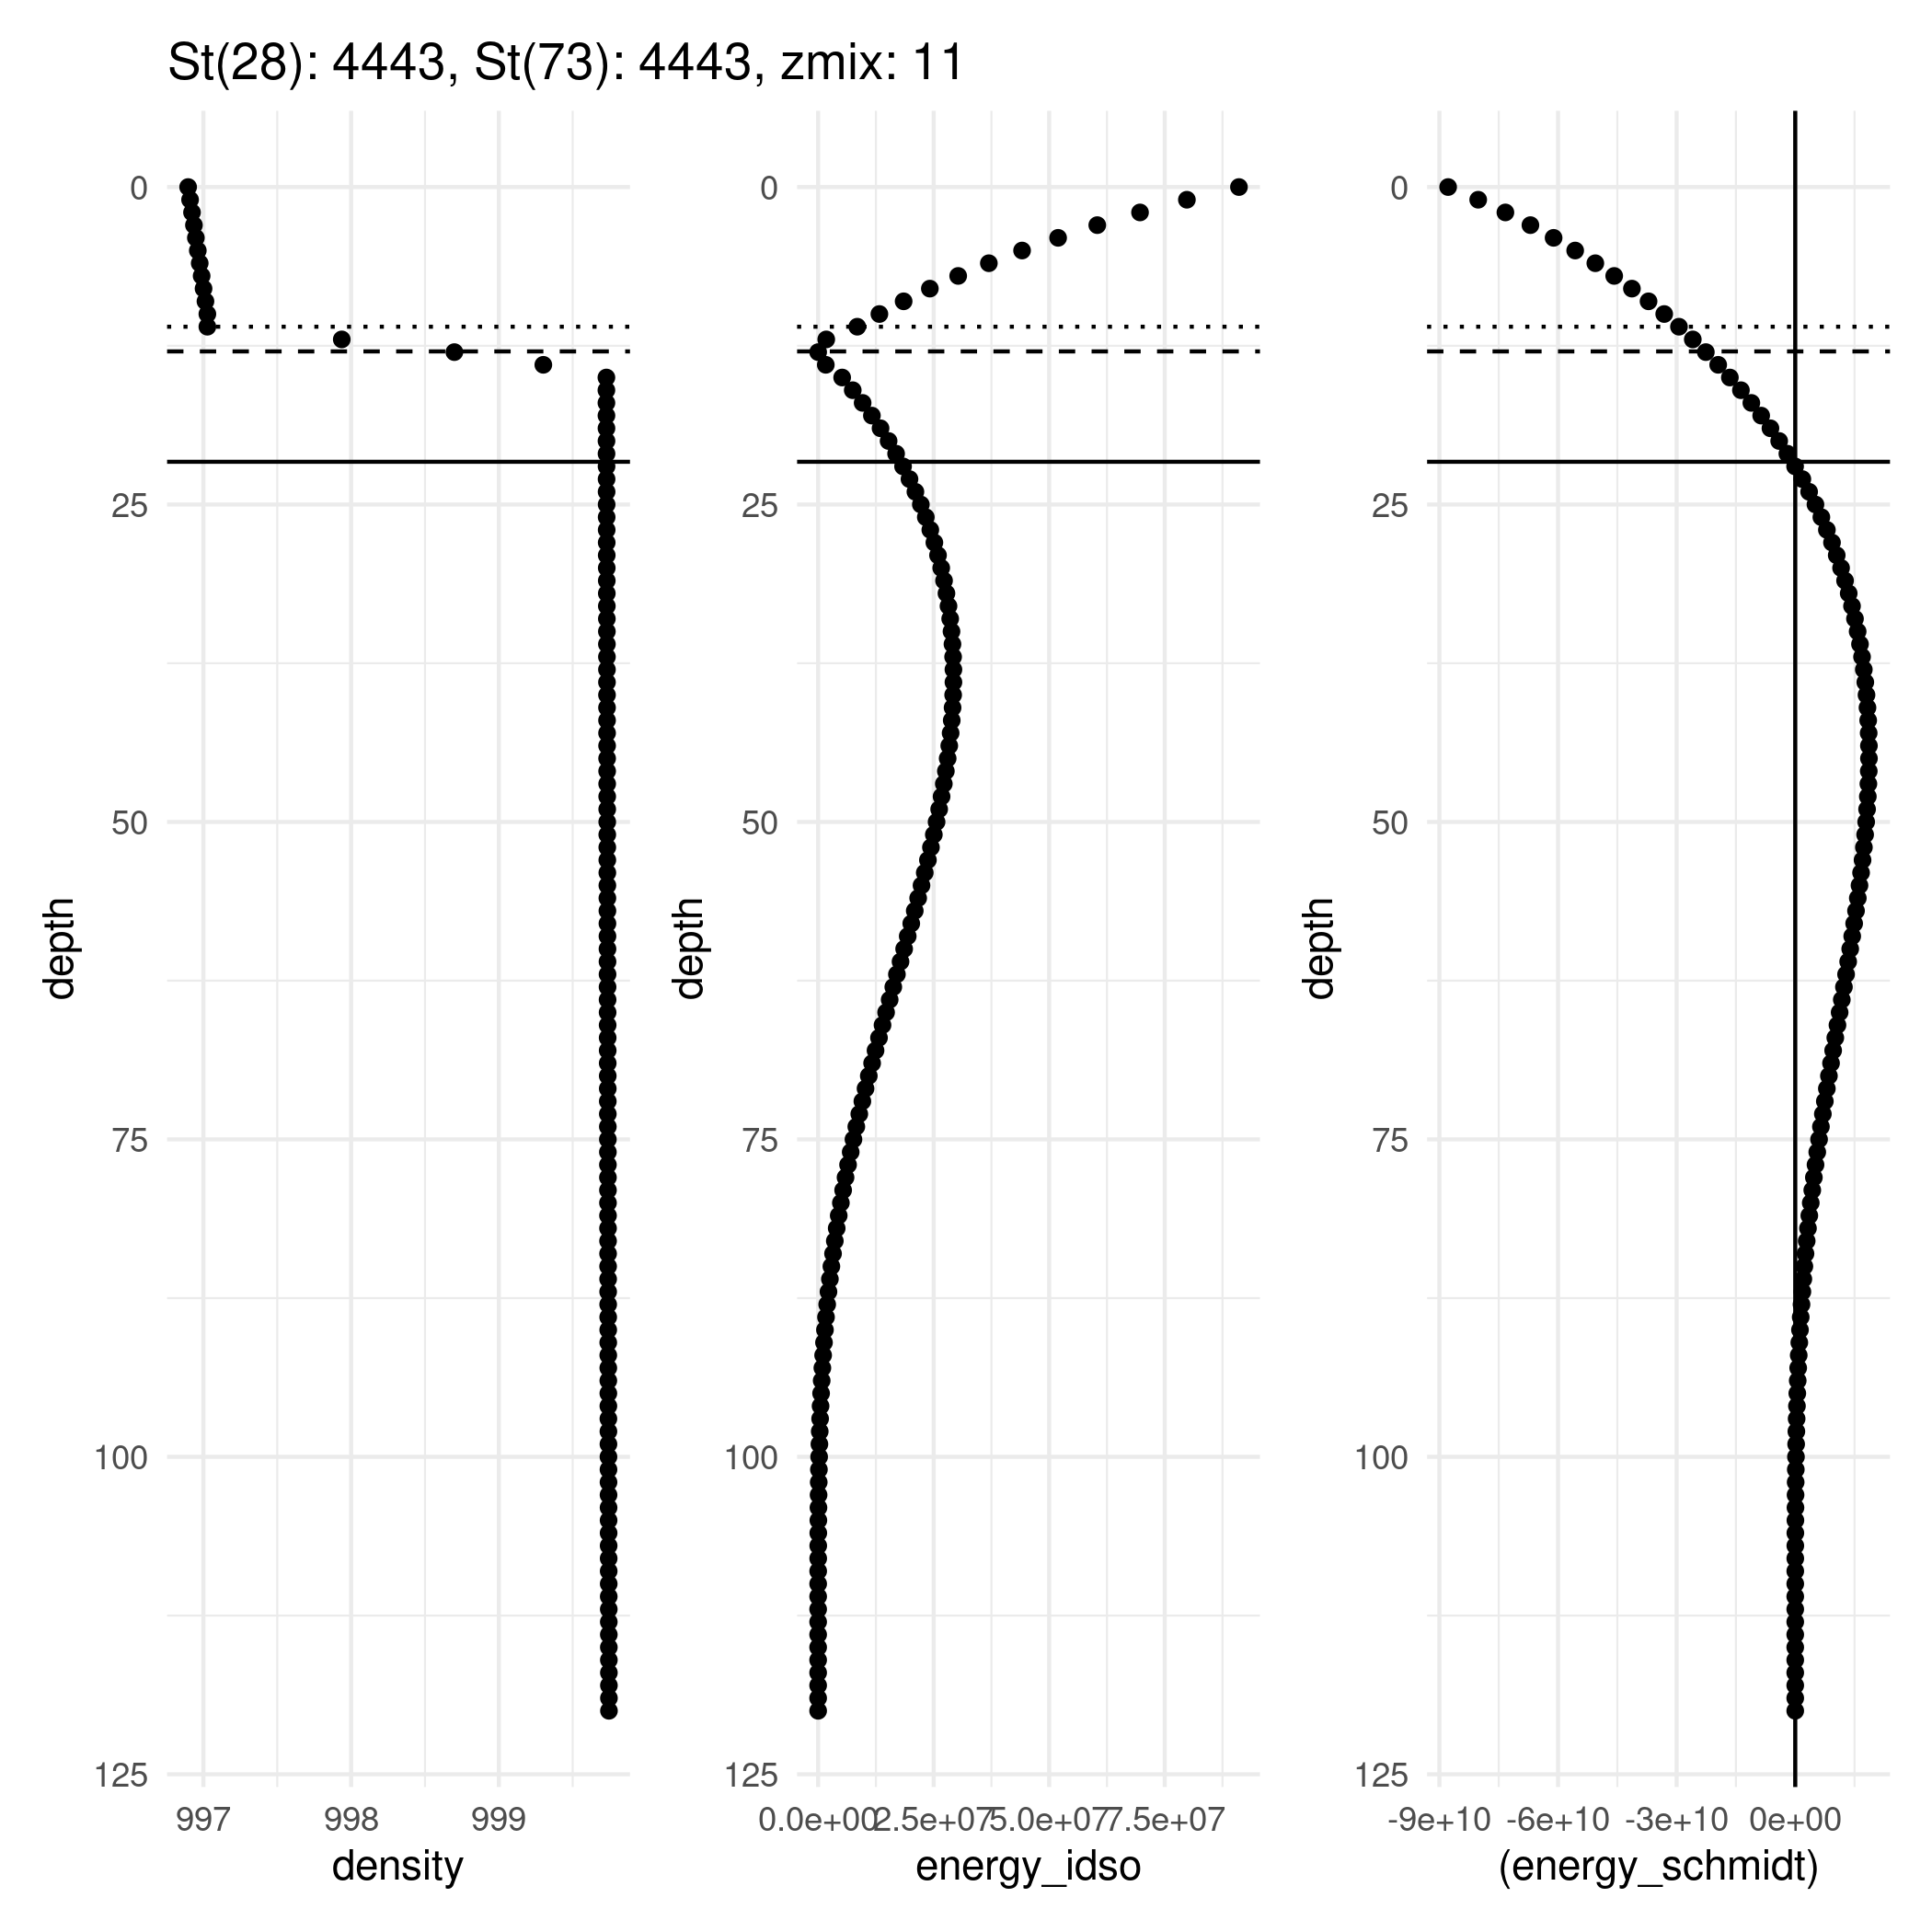 St(28): 4443, St(73): 4443, zmix: 11
0
25
50
75
100
125
depth
997 998 999
density
0
25
50
75
100
125
depth
0.0e+00 2.5e+07 5.0e+07 7.5e+07
energy_idso
0
25
50
75
100
125
depth
-9e+10 -6e+10 -3e+10 0e+00
(energy_schmidt)